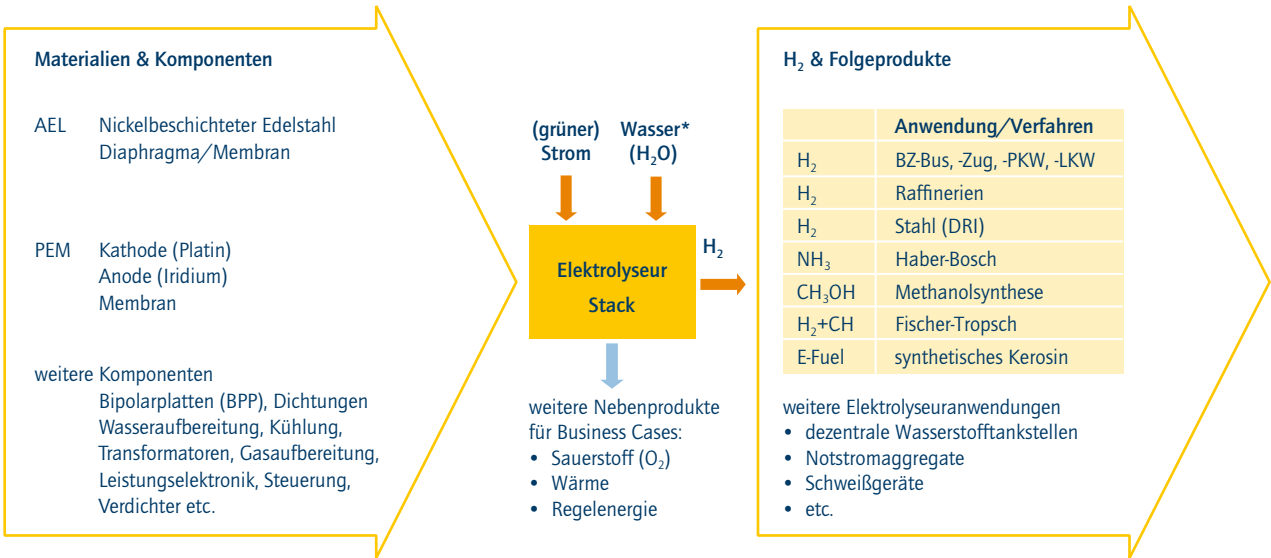 Materialien & Komponenten
AEL Nickelbeschichteter Edelstahl
Diaphragma/Membran
PEM Kathode (Platin)
Anode (Iridium)
Membran
weitere Komponenten
Bipolarplatten (BPP), Dichtungen
Wasseraufbereitung, Kühlung,
Transformatoren, Gasaufbereitung,
Leistungselektronik, Steuerung,
Verdichter etc.
(grüner)
Strom
Wasser*
(H₂O)
Elektrolyseur
Stack
H₂
weitere Nebenprodukte
für Business Cases:
• Sauerstoff (O₂)
• Wärme
• Regelenergie
H₂ & Folgeprodukte
Anwendung/Verfahren
H₂ BZ-Bus, -Zug, -PKW, -LKW
H₂ Raffinerien
H₂ Stahl (DRI)
NH₃ Haber-Bosch
CH₃OH Methanolsynthese
H₂+CH Fischer-Tropsch
E-Fuel synthetisches Kerosin
weitere Elektrolyseuranwendungen
• dezentrale Wasserstofftankstellen
• Notstromaggregate
• Schweißgeräte
• etc.